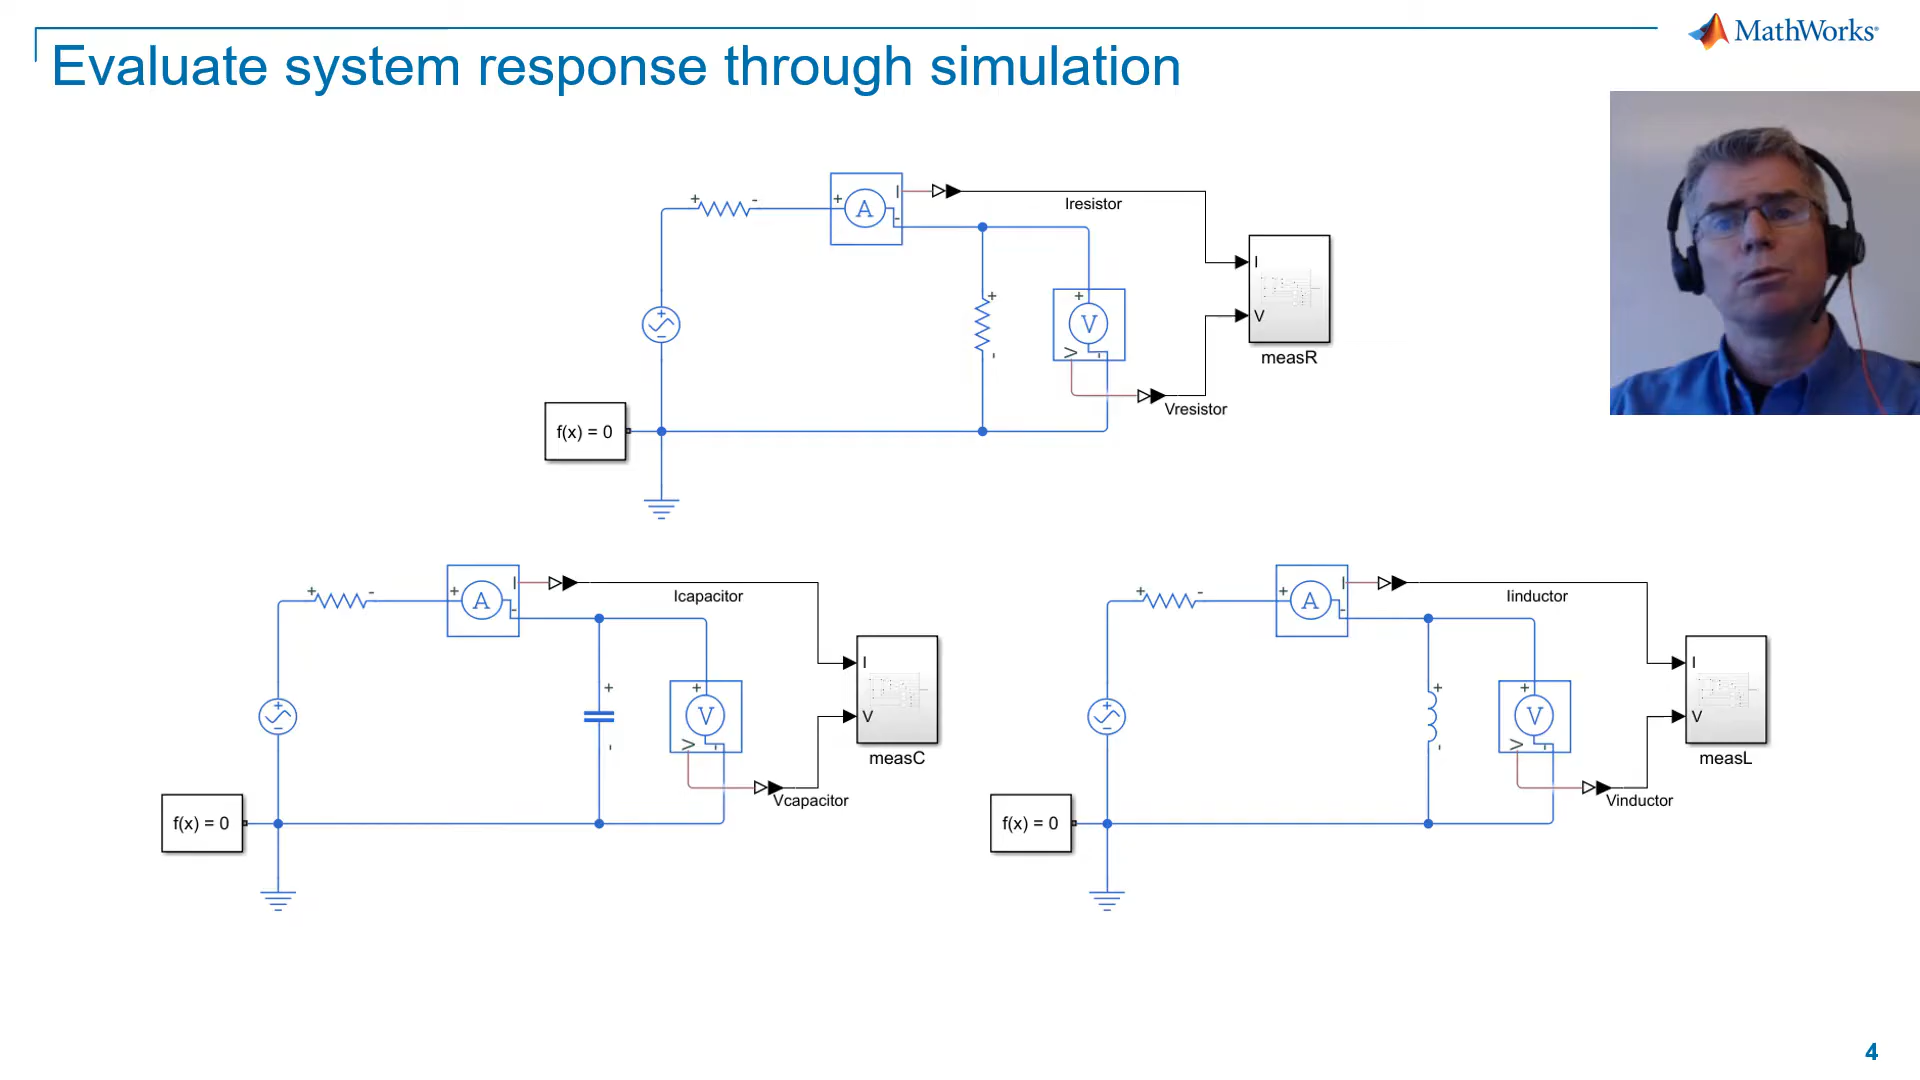 MathWorks®
Evaluate system response through simulation
+ -
+ A I -
Iresistor
I
V
measR
+
-
+ V V -
Vresistor
+
-
f(x) = 0
+ -
+ A I -
Icapacitor
I
V
measC
+
-
+ V V -
Vcapacitor
+
-
f(x) = 0
+ -
+ A I -
Iinductor
I
V
measL
+
-
+ V V -
Vinductor
+
-
f(x) = 0
4